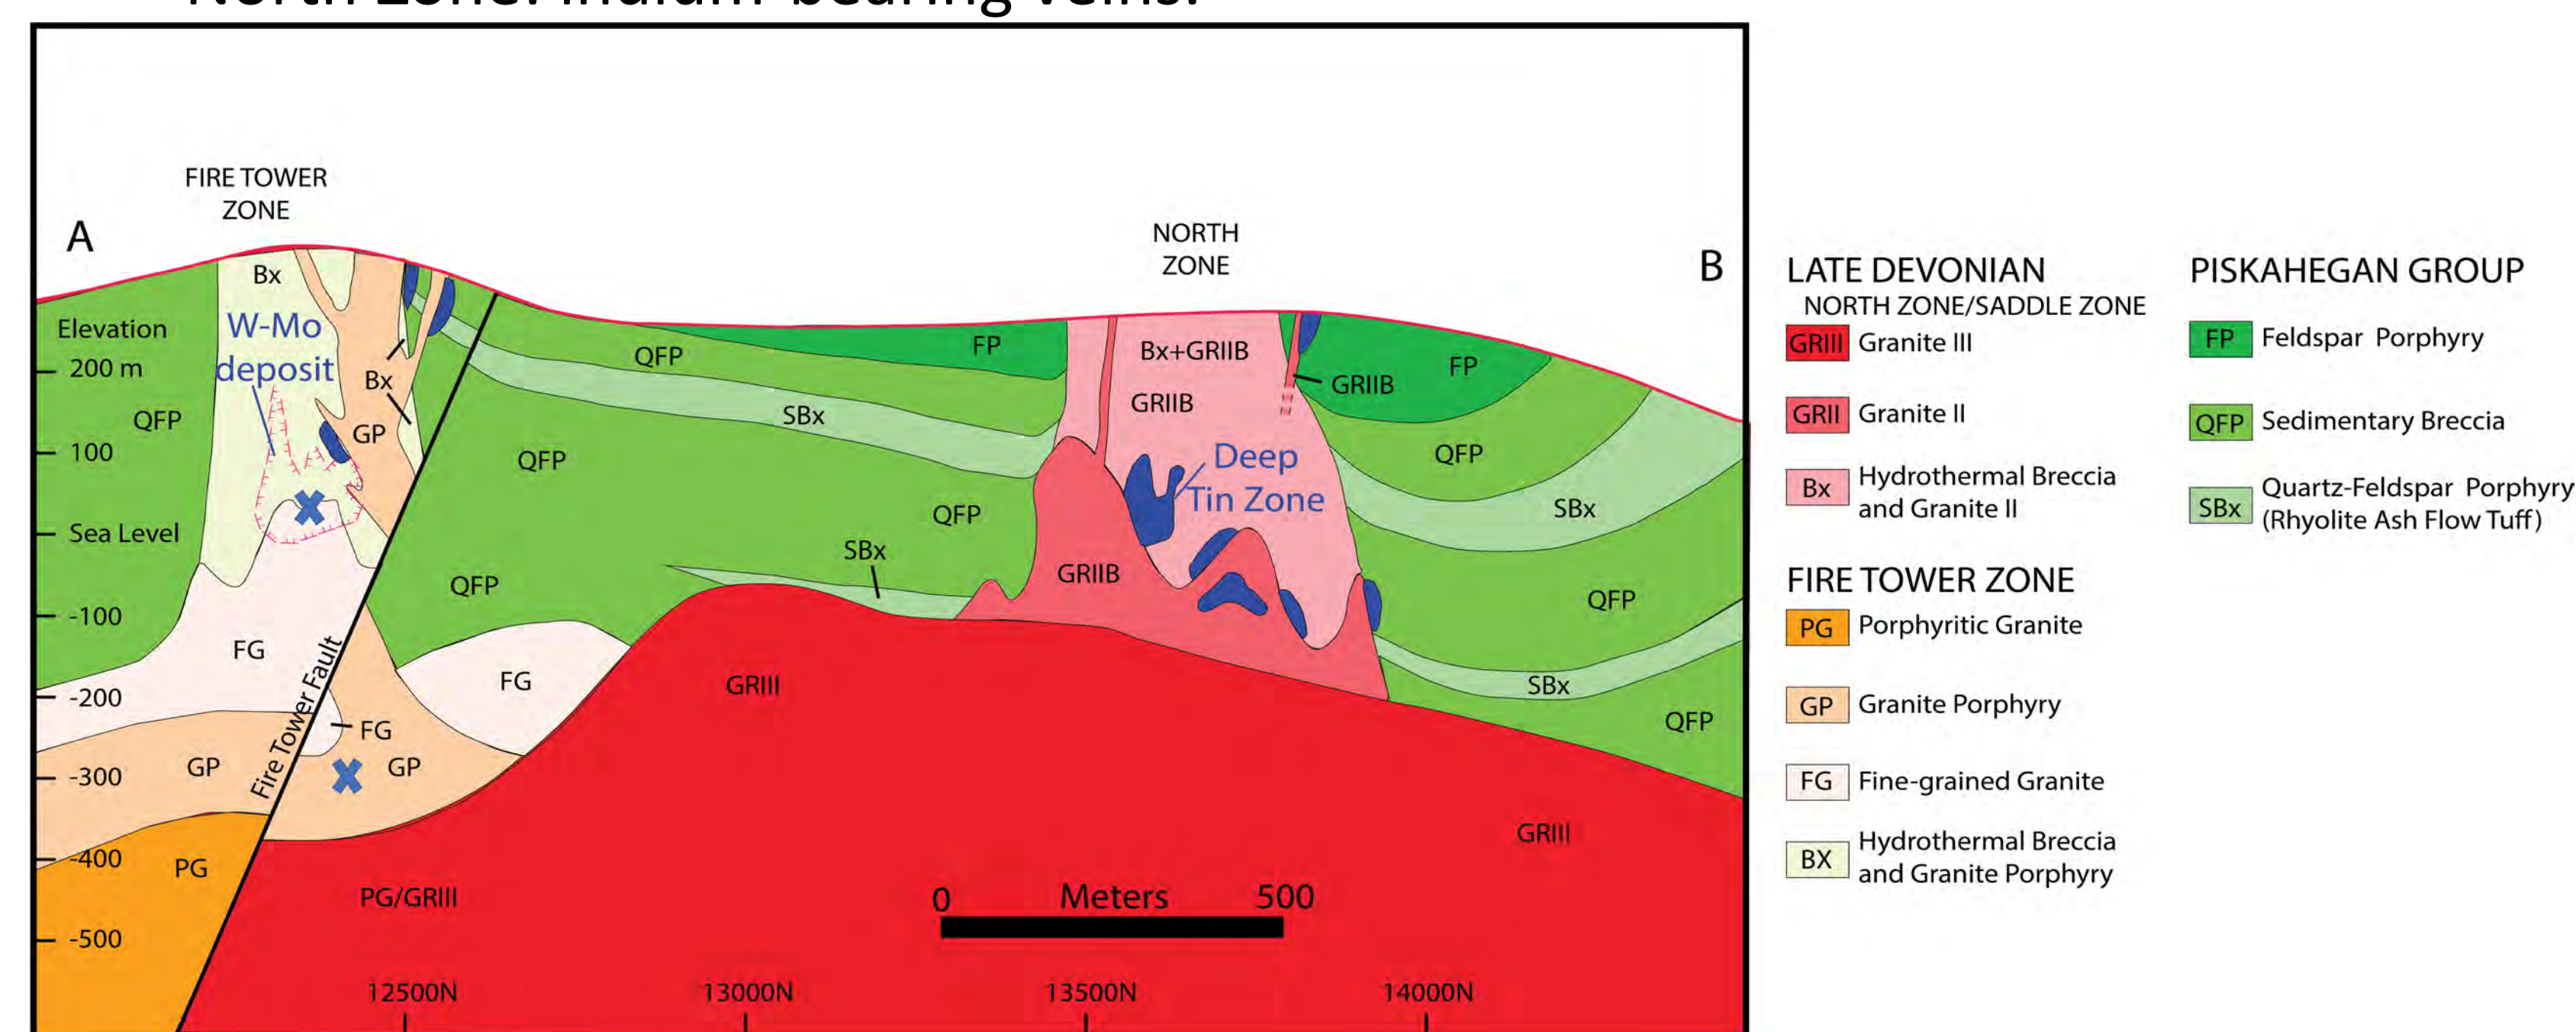 North Zone: Indium-bearing veins.
FIRE TOWER
ZONE
A
NORTH
ZONE
B
Bx
Elevation
W-Mo
deposit
200 m
QFP
100
Sea Level
-100
-200
-300
-400
-500
Bx
GP
FG
GP
PG
Fire Tower Fault
FG
GP
QFP
SBx
FP
QFP
QFP
SBx
QFP
FG
GRIII
PG/GRIII
Bx+GRIIB
GRIIB
GRIIB
Deep
Tin Zone
GRIIB
FP
QFP
SBx
QFP
SBx
QFP
GRIII
0 Meters 500
12500N 13000N 13500N 14000N
LATE DEVONIAN
NORTH ZONE/SADDLE ZONE
GRIII Granite III
GRII Granite II
Bx Hydrothermal Breccia
and Granite II
FIRE TOWER ZONE
PG Porphyritic Granite
GP Granite Porphyry
FG Fine-grained Granite
BX Hydrothermal Breccia
and Granite Porphyry
PISKAHEGAN GROUP
FP Feldspar Porphyry
QFP Sedimentary Breccia
SBx Quartz-Feldspar Porphyry
(Rhyolite Ash Flow Tuff)